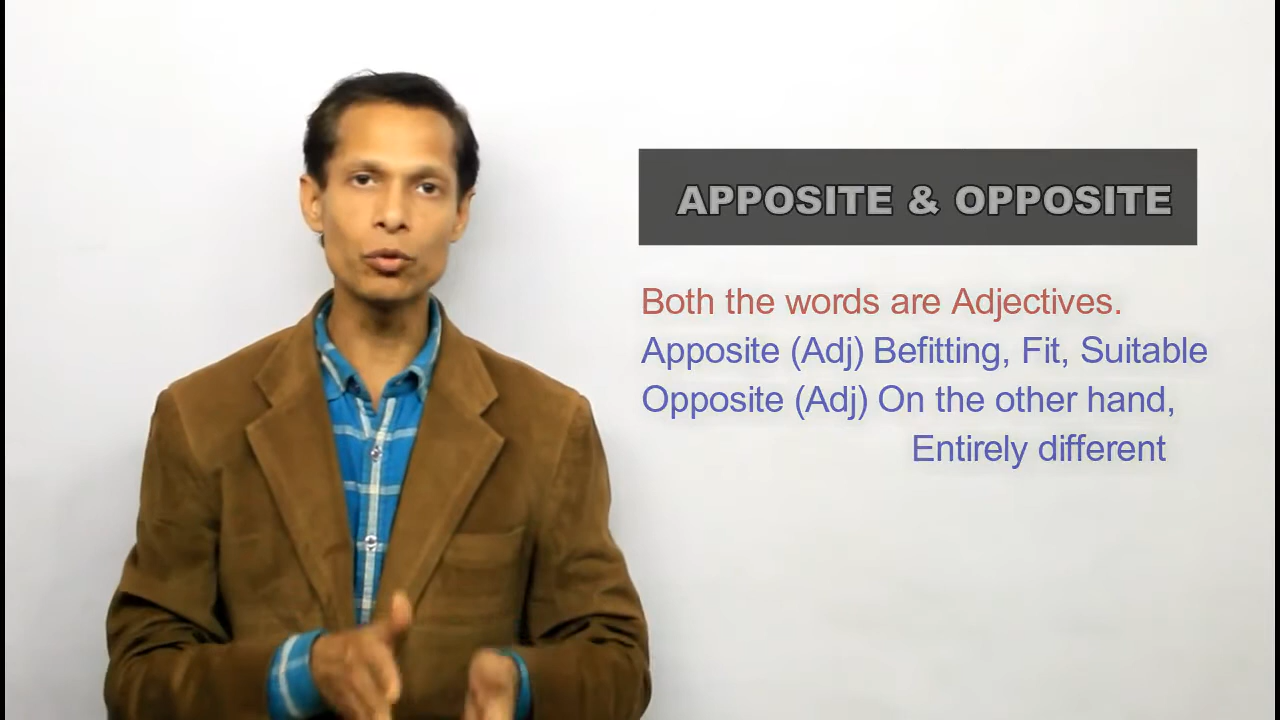 APPOSITE & OPPOSITE
Both the words are Adjectives.
Apposite (Adj) Befitting, Fit, Suitable
Opposite (Adj) On the other hand,
Entirely different